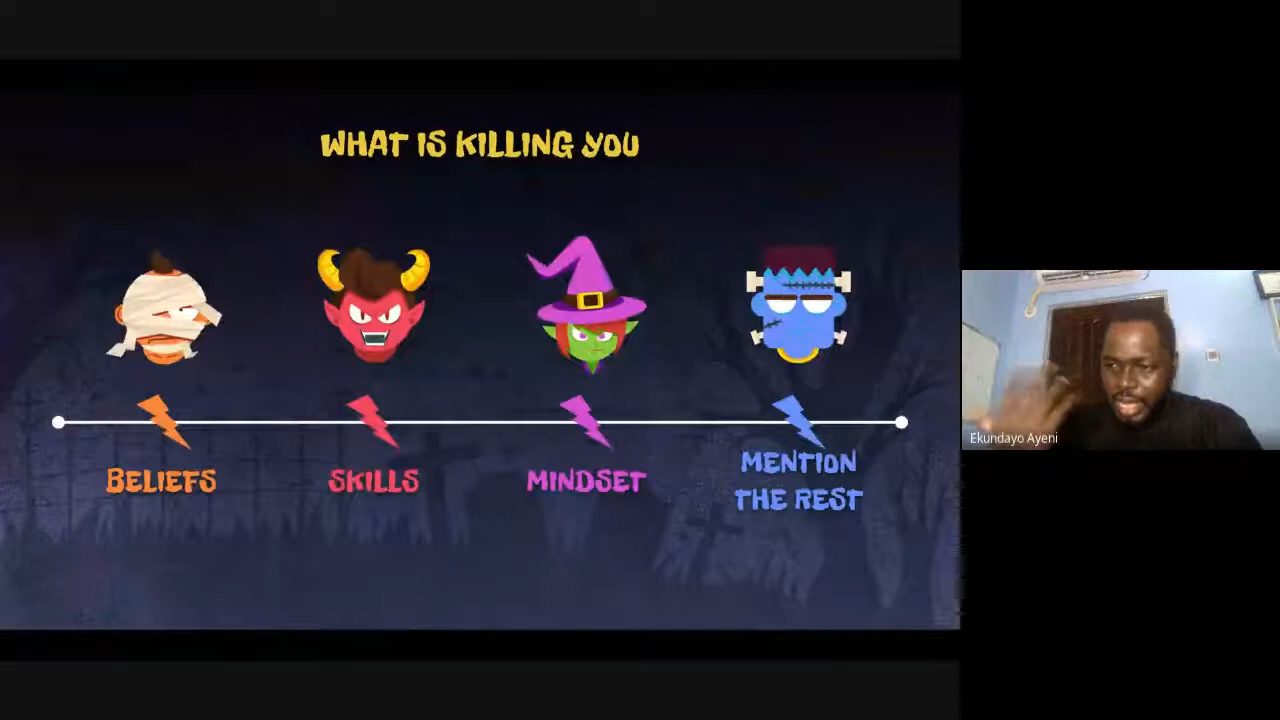 WHAT IS KILLING YOU
BELIEFS
SKILLS
MINDSET
MENTION
THE REST
Ekundayo Ayeni